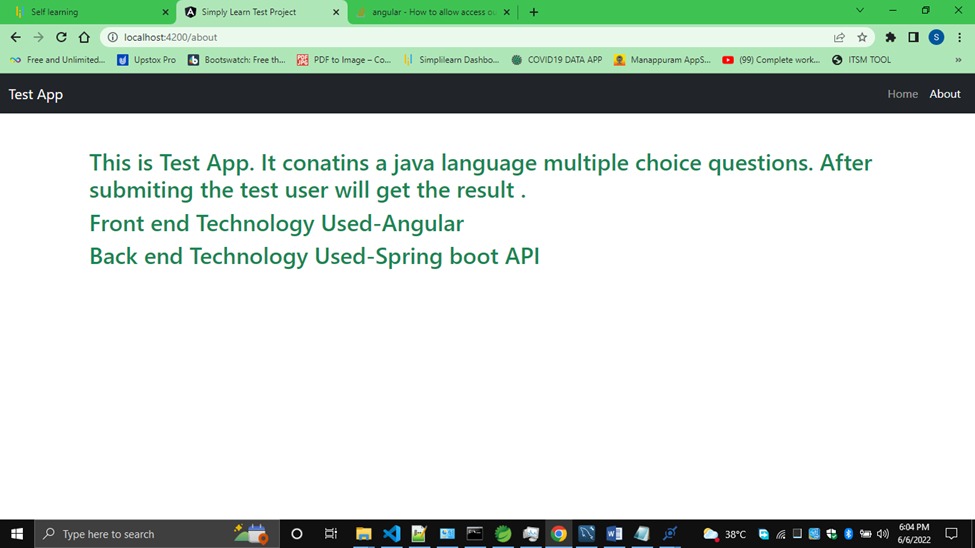 Self learning
Simply Learn Test Project
angular - How to allow access ou
localhost:4200/about
Free and Unlimited...
Upstox Pro
Bootswatch: Free th...
PDF to Image – Co...
Simplilearn Dashbo...
COVID19 DATA APP
Manappuram AppS...
(99) Complete work...
ITSM TOOL
»
Test App
Home
About
This is Test App. It conatins a java language multiple choice questions. After
submiting the test user will get the result .
Front end Technology Used-Angular
Back end Technology Used-Spring boot API
Type here to search
38°C
6:04 PM
6/6/2022